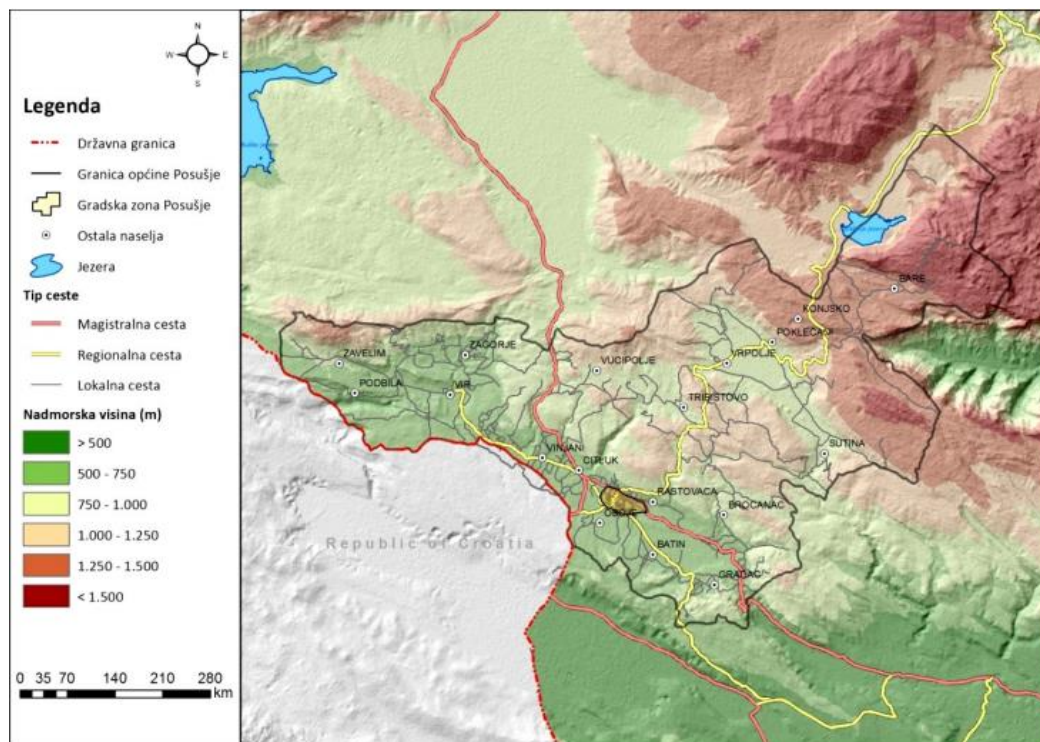 N
W E
S
Legenda
Državna granica
Granica općine Posušje
Gradska zona Posušje
Ostala naselja
Jezera
Tip ceste
Magistralna cesta
Regionalna cesta
Lokalna cesta
Nadmorska visina (m)
> 500
500 - 750
750 - 1.000
1.000 - 1.250
1.250 - 1.500
< 1.500
0 35 70 140 210 280
km
BARE
KONJSKO
POKLEČANI
ZAVELIM
ZAGORJE
VUCIPOLJE
VRPOLJE
PODBILA
VIR
TRIBISTOVO
SUTINA
VINJANI
CITLUK
RASTOVACA
BROCANAC
Republic of Croatia
BATIN
GRADAC